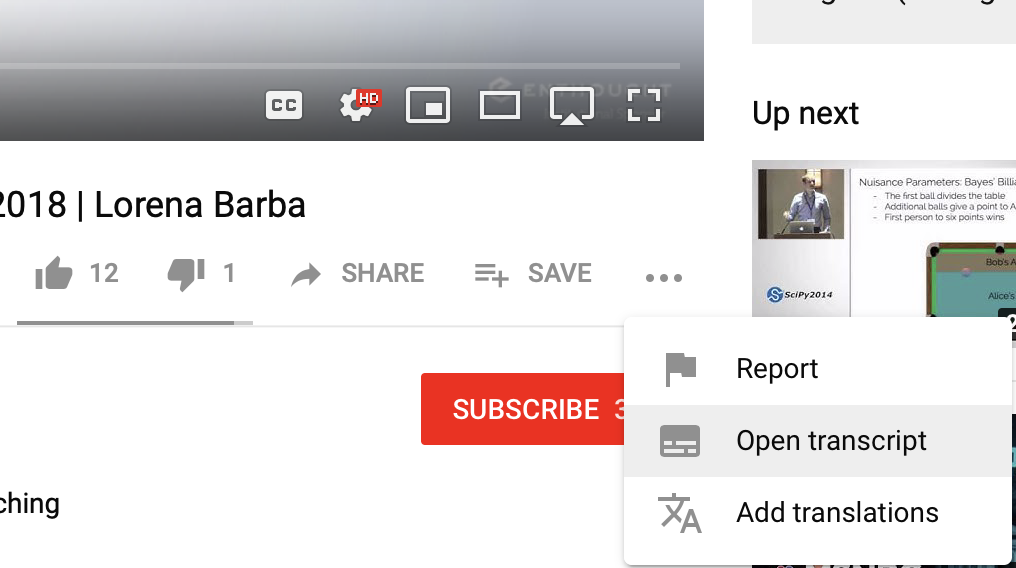 CC
HD
ENTHOUGHT
2018 | Lorena Barba
12
1
SHARE
SAVE
SUBSCRIBE 3
ching
Up next
Nuisance Parameters: Bayes' Billi
- The first ball divides the table
- Additional balls give a point to A
- First person to six points wins
Bob's A
Alice's
SciPy2014
Report
Open transcript
Add translations